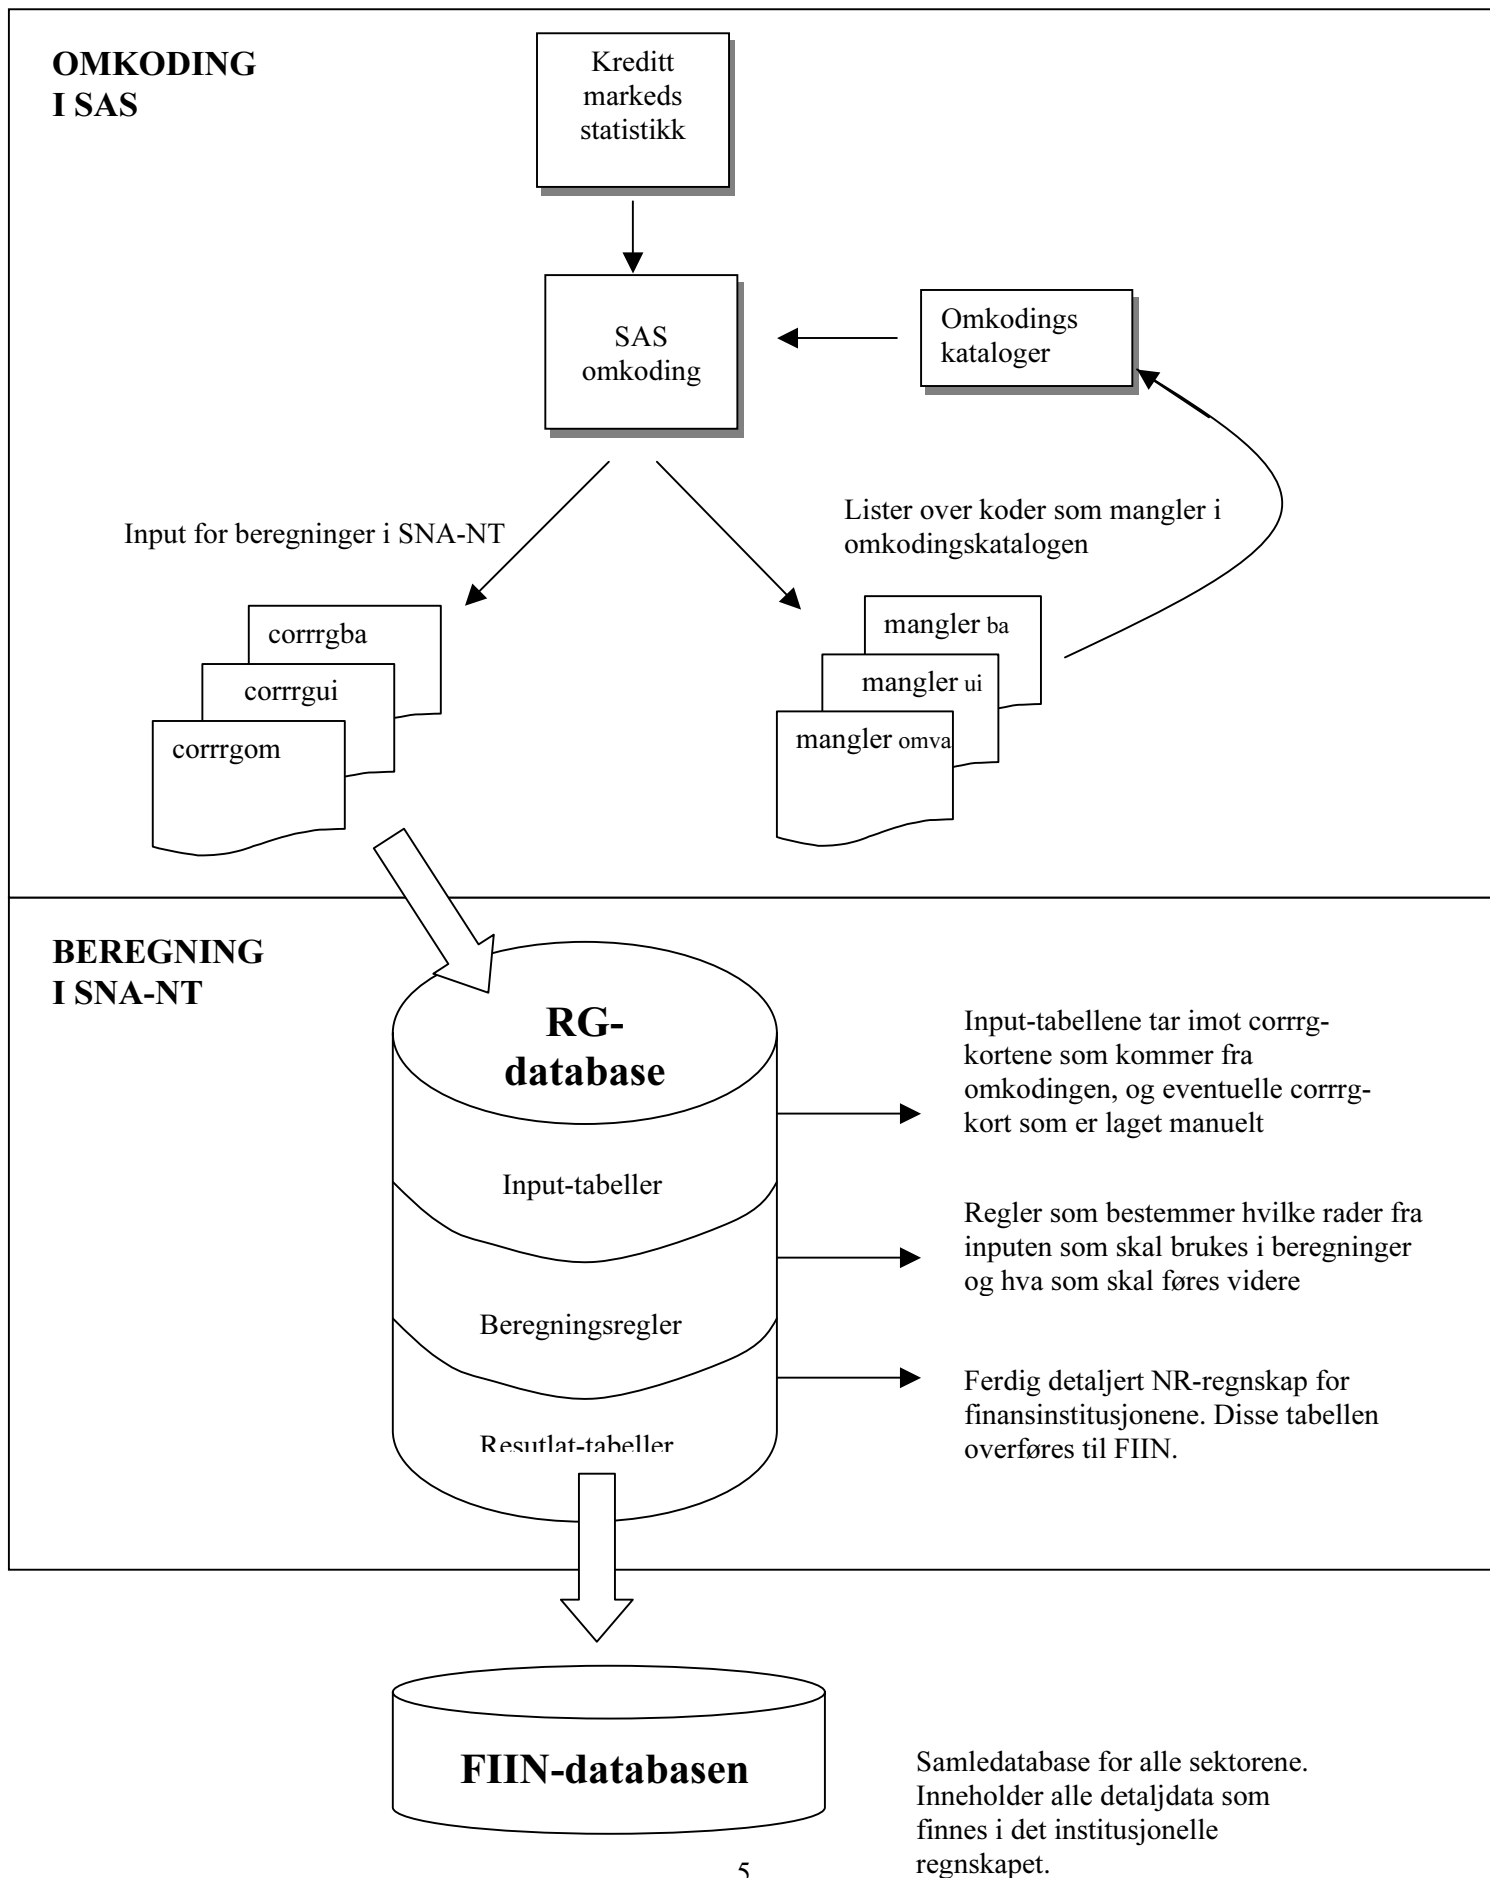 OMKODING
I SAS
Kreditt
markeds
statistikk
SAS
omkoding
Omkodings
kataloger
Input for beregninger i SNA-NT
Lister over koder som mangler i
omkodingskatalogen
corrrgba
corrrgui
corrrgom
mangler ba
mangler ui
mangler omva
BEREGNING
I SNA-NT
RG-
database
Input-tabeller
Beregningsregler
Resutlat-tabeller
Input-tabellene tar imot corrrg-
kortene som kommer fra
omkodingen, og eventuelle corrrg-
kort som er laget manuelt
Regler som bestemmer hvilke rader fra
inputen som skal brukes i beregninger
og hva som skal føres videre
Ferdig detaljert NR-regnskap for
finansinstitusjonene. Disse tabellen
overføres til FIIN.
FIIN-databasen
Samledatabase for alle sektorene.
Inneholder alle detaljdata som
finnes i det institusjonelle
regnskapet.
5